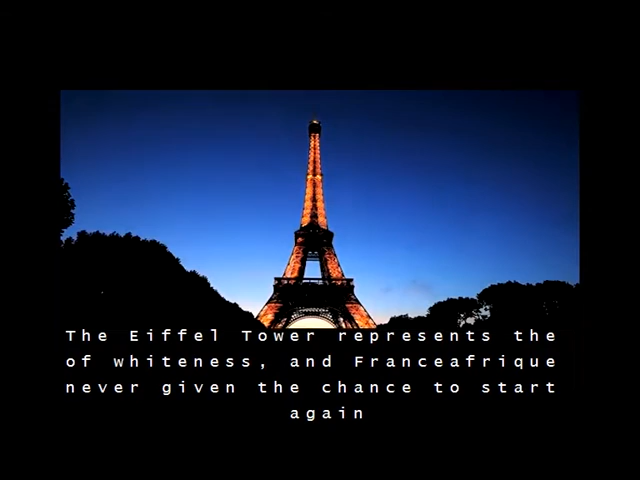 The Eiffel Tower represents the
of whiteness, and Franceafrique
never given the chance to start
again